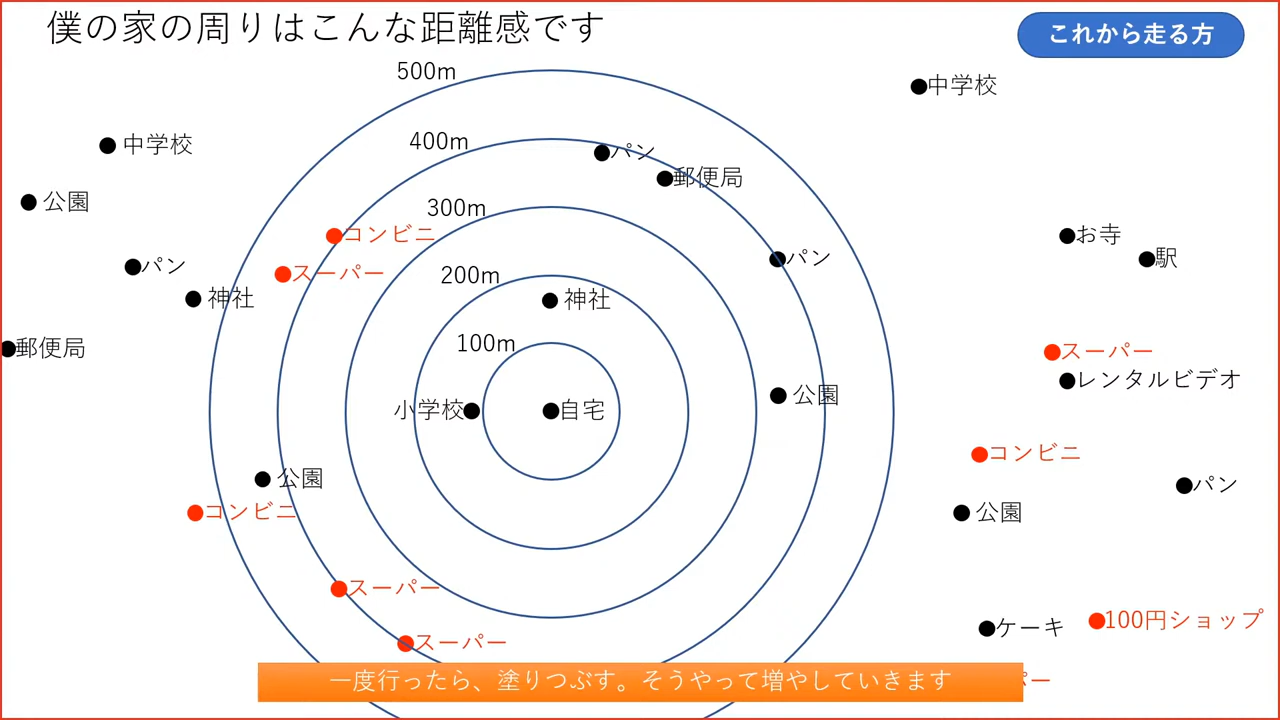 僕の家の周りはこんな距離感です
これから走る方
500m
中学校
400m
中学校
パン
郵便局
公園
300m
コンビニ
お寺
パン
駅
パン
スーパー
200m
神社
神社
100m
郵便局
スーパー
レンタルビデオ
公園
小学校
自宅
コンビニ
公園
パン
コンビニ
公園
スーパー
100円ショップ
ケーキ
スーパー
一度行ったら、塗りつぶす。そうやって増やしていきます